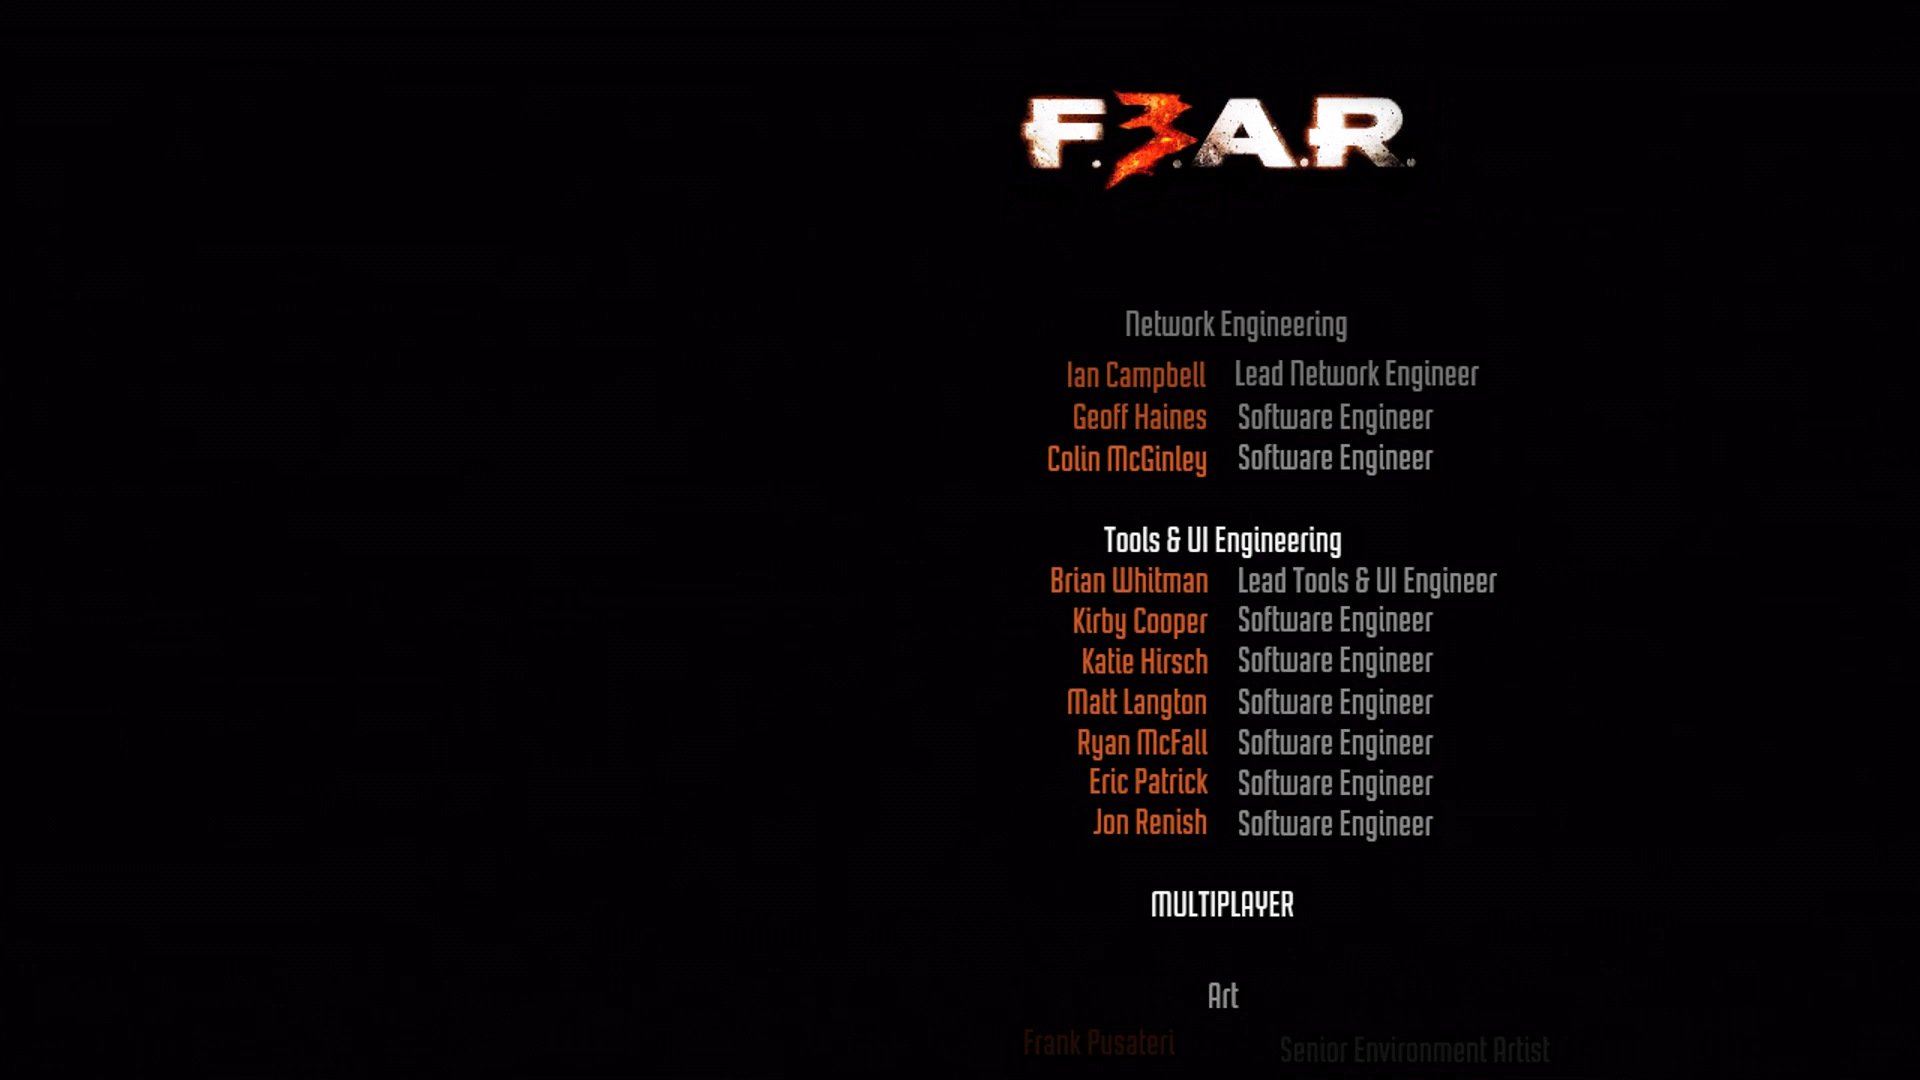 F.3.A.R.
Network Engineering
Ian Campbell Lead Network Engineer
Geoff Haines Software Engineer
Colin McGinley Software Engineer
Tools & UI Engineering
Brian Whitman Lead Tools & UI Engineer
Kirby Cooper Software Engineer
Katie Hirsch Software Engineer
Matt Langton Software Engineer
Ryan McFall Software Engineer
Eric Patrick Software Engineer
Jon Renish Software Engineer
MULTIPLAYER
Art
Frank Pusateri Senior Environment Artist